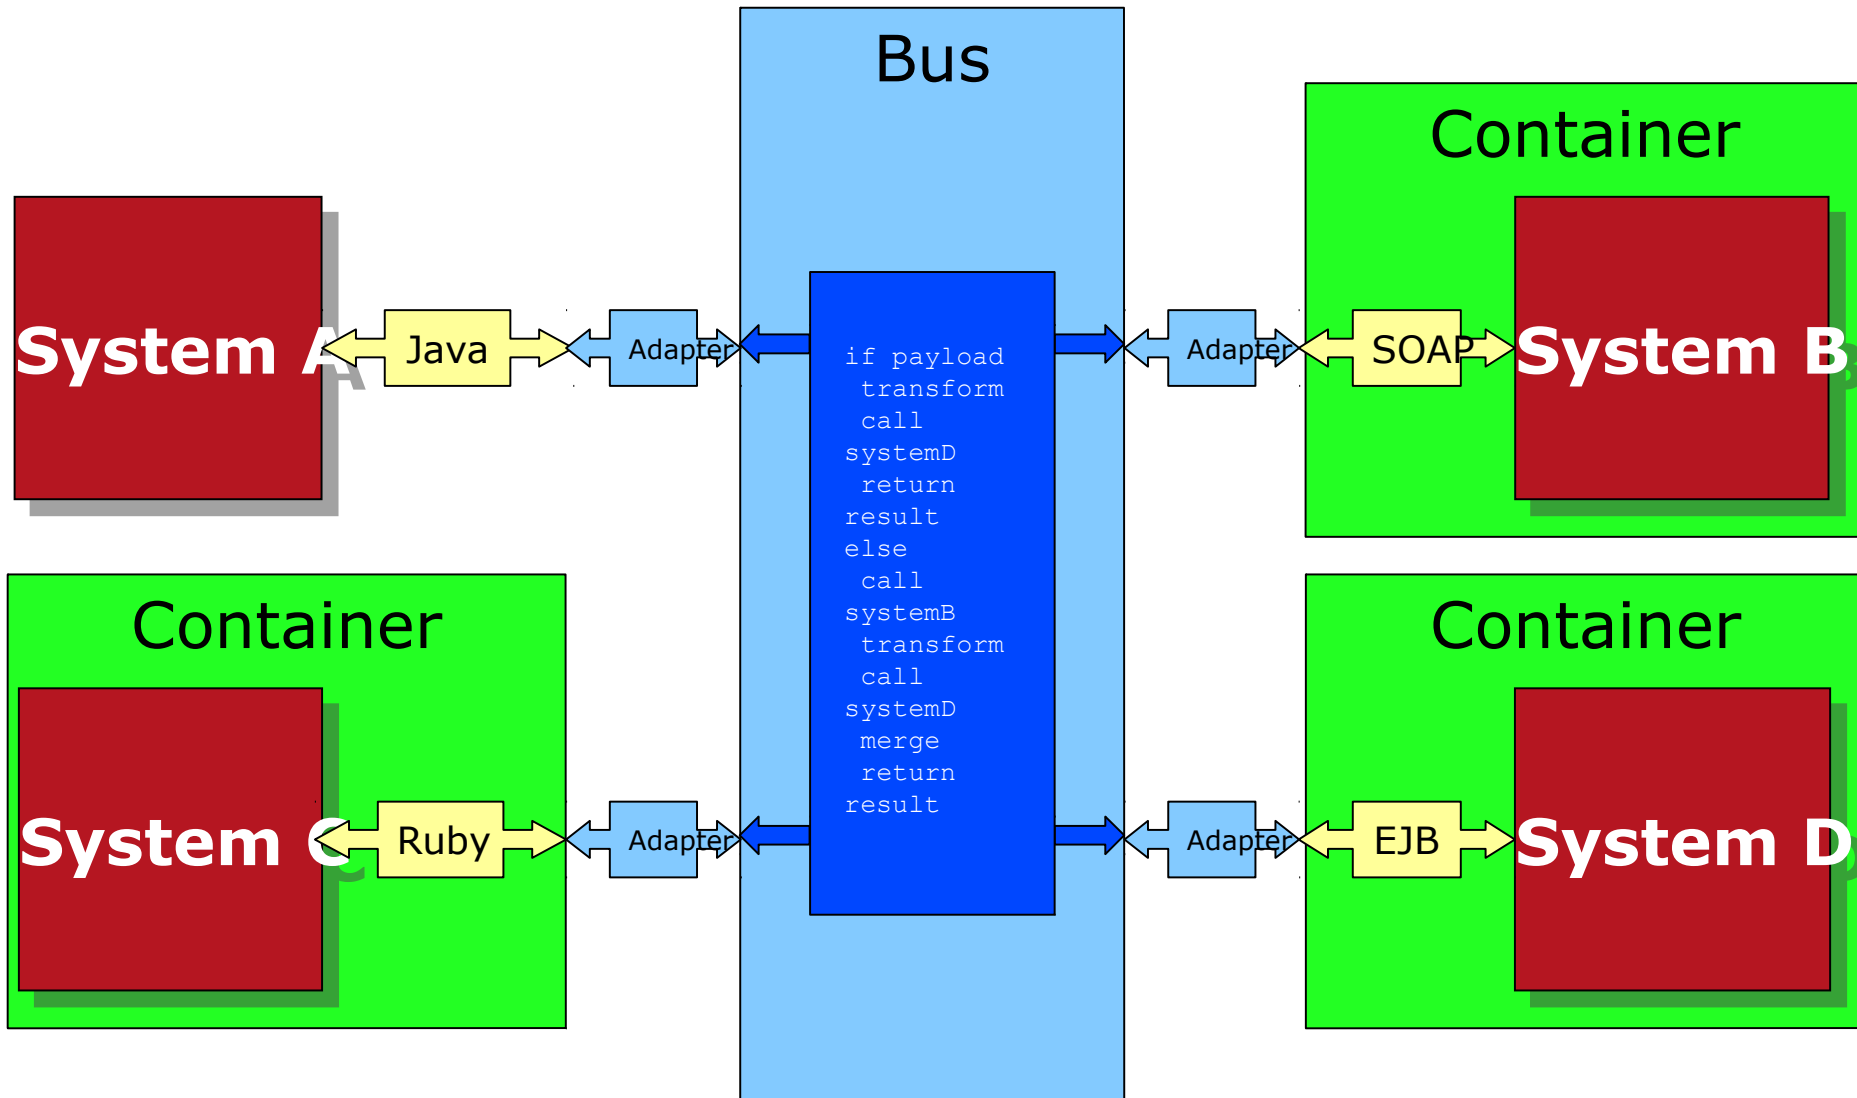 Bus
Container
System A
Java
Adapter
if payload
transform
call
systemD
return
result
else
call
systemB
transform
call
systemD
merge
return
result
Adapter
SOAP
System B
Container
System C
Ruby
Adapter
Adapter
Container
EJB
System D